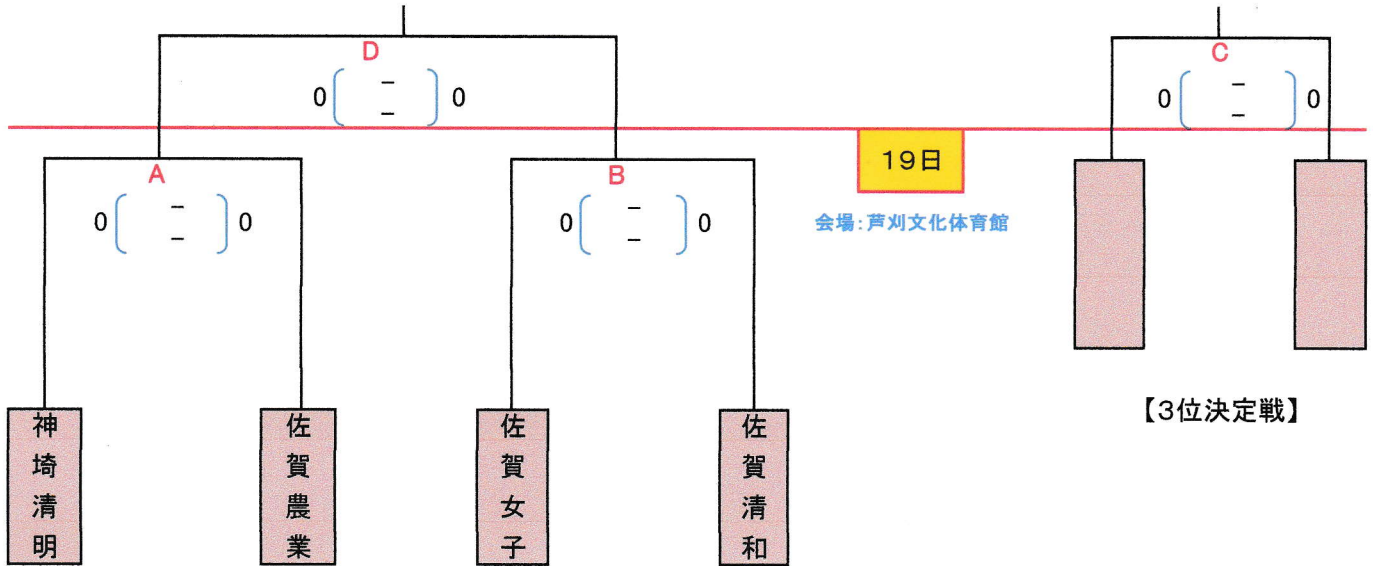 D
0 ( - ) 0
-
C
0 ( - ) 0
-
19日
会場:芦刈文化体育館
A
0 ( - ) 0
-
B
0 ( - ) 0
-
神埼清明
佐賀農業
佐賀女子
佐賀清和
【3位決定戦】